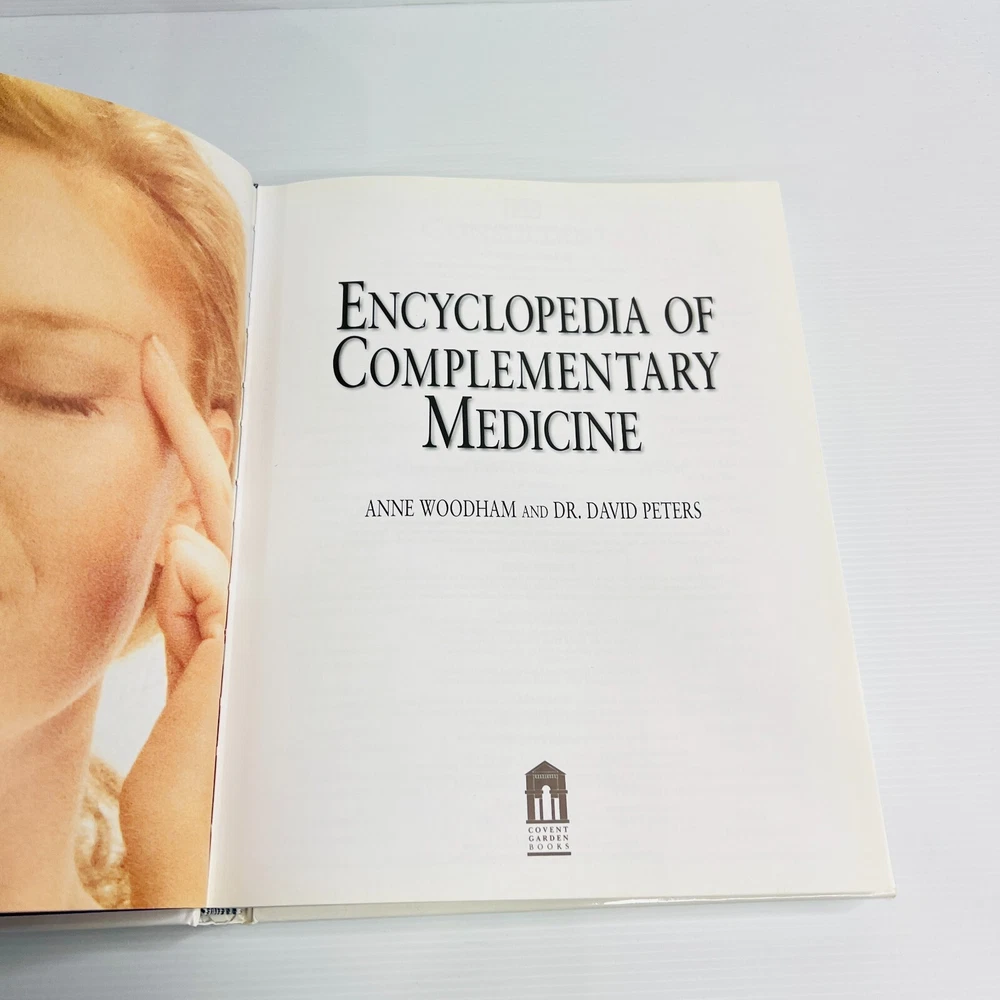 ENCYCLOPEDIA OF
COMPLEMENTARY
MEDICINE
ANNE WOODHAM AND DR. DAVID PETERS
COVENT
GARDEN
BOOKS